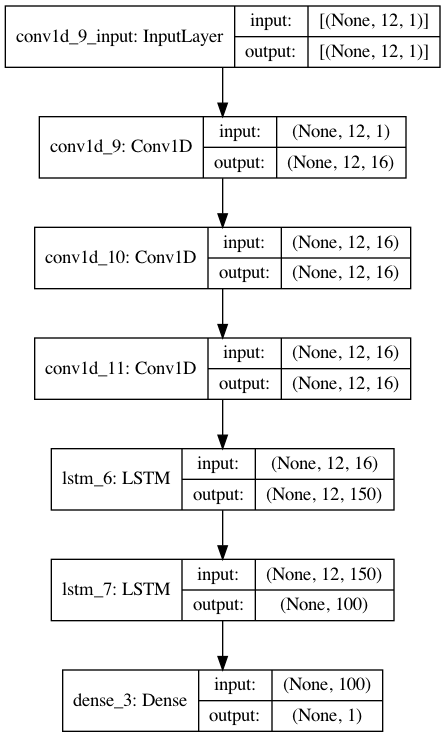 conv1d_9_input: InputLayer
input: [(None, 12, 1)]
output: [(None, 12, 1)]
conv1d_9: Conv1D
input: (None, 12, 1)
output: (None, 12, 16)
conv1d_10: Conv1D
input: (None, 12, 16)
output: (None, 12, 16)
conv1d_11: Conv1D
input: (None, 12, 16)
output: (None, 12, 16)
lstm_6: LSTM
input: (None, 12, 16)
output: (None, 12, 150)
lstm_7: LSTM
input: (None, 12, 150)
output: (None, 100)
dense_3: Dense
input: (None, 100)
output: (None, 1)